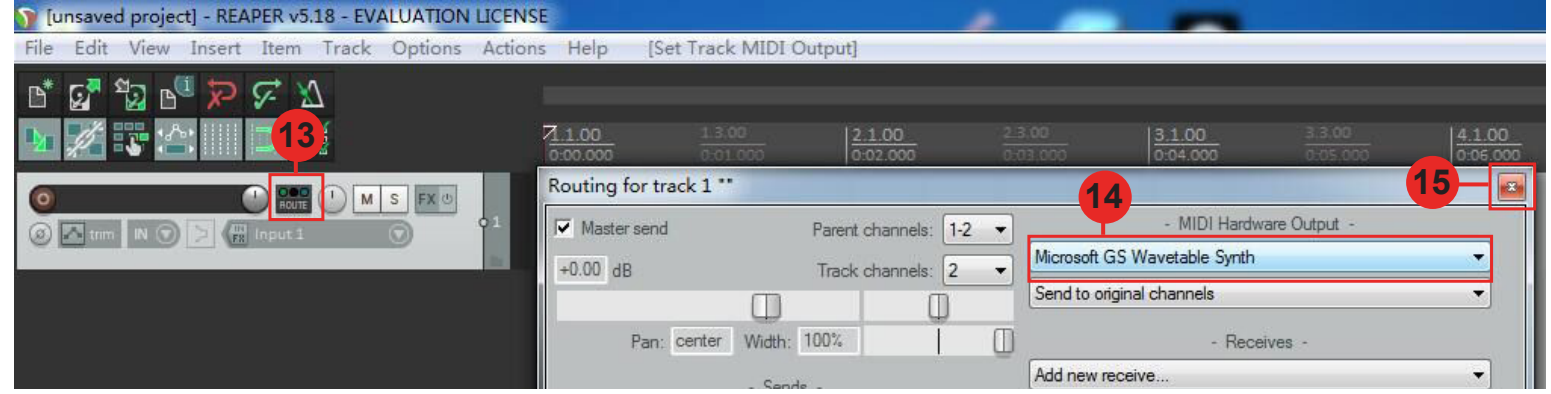 [unsaved project] - REAPER v5.18 - EVALUATION LICENSE
File Edit View Insert Item Track Options Actions Help [Set Track MIDI Output]
13
1.1.00 1.3.00 2.1.00 2.3.00 3.1.00 3.3.00 4.1.00
0:00.000 0:01.000 0:02.000 0:03.000 0:04.000 0:05.000 0:06.000
ROUTE M S FX
trim IN IN FX Input 1
1
Routing for track 1 ""
14
15
x
Master send Parent channels: 1-2
+0.00 dB Track channels: 2
Pan: center Width: 100%
- Sends -
- MIDI Hardware Output -
Microsoft GS Wavetable Synth
Send to original channels
- Receives -
Add new receive...